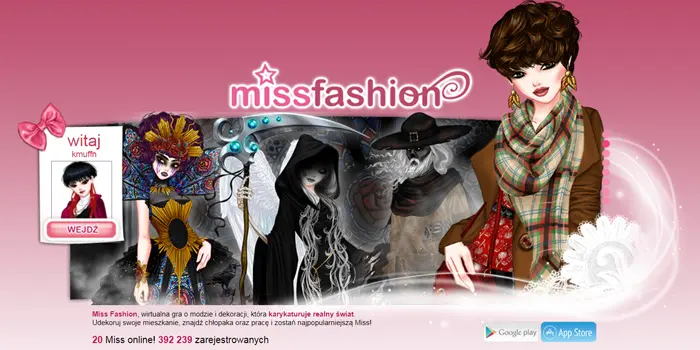 missfashion
witaj
kmuffn
WEJDŹ
Miss Fashion, wirtualna gra o modzie i dekoracji, która karykaturuje realny świat
Udekoruj swoje mieszkanie, znajdź chłopaka oraz pracę i zostań najpopularniejszą Miss!
20 Miss online! 392 239 zarejestrowanych
Google play
App Store